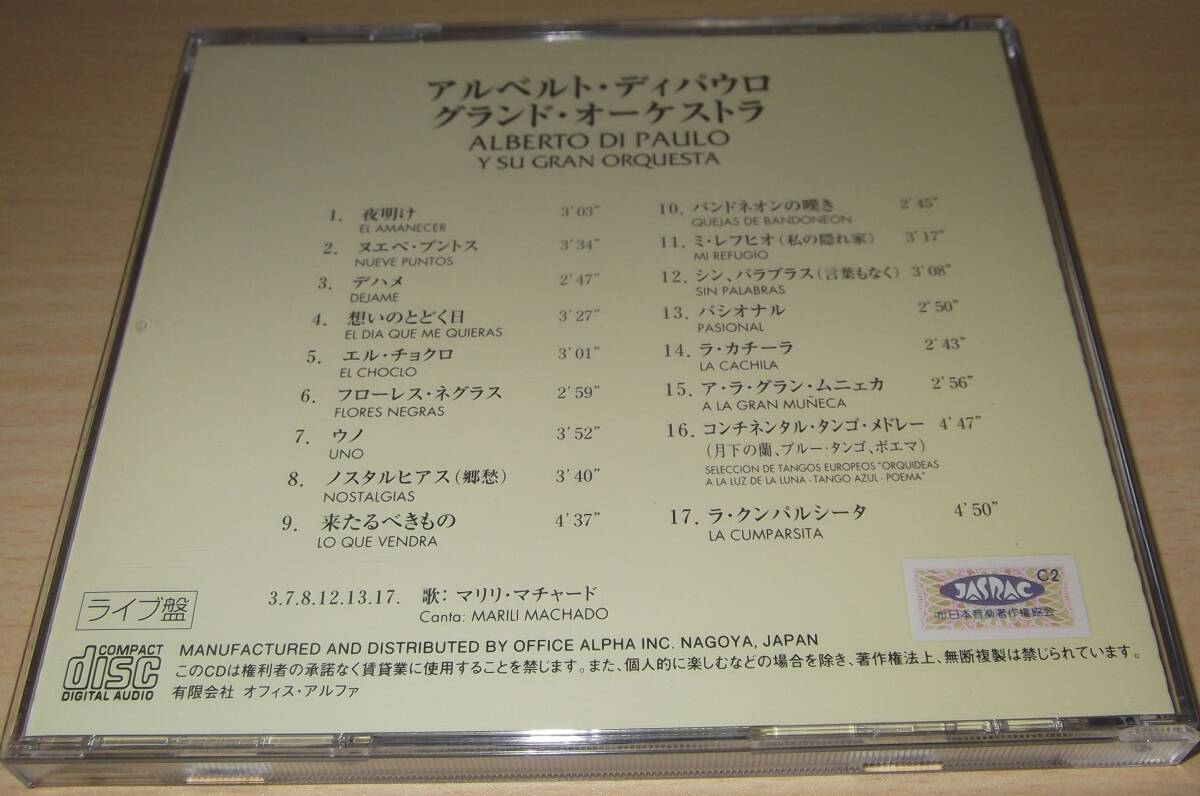 アルベルト・ディパウロ
グランド・オーケストラ
ALBERTO DI PAULO
Y SU GRAN ORQUESTA
1. 夜明け 3'03”
EL AMANECER
2. ヌエベ・プントス 3'34”
NUEVE PUNTOS
3. デハメ 2'47”
DEJAME
4. 想いのとどく日 3'27”
EL DIA QUE ME QUIERAS
5. エル・チョクロ 3'01”
EL CHOCLO
6. フローレス・ネグラス 2'59”
FLORES NEGRAS
7. ウノ 3'52”
UNO
8. ノスタルヒアス(郷愁) 3'40”
NOSTALGIAS
9. 来たるべきもの 4'37”
LO QUE VENDRA
10. バンドネオンの嘆き 2'45”
QUEJAS DE BANDONEON
11. ミ・レフヒオ(私の隠れ家) 3'17”
MI REFUGIO
12. シン、パラブラス(言葉もなく) 3'08”
SIN PALABRAS
13. パシオナル 2'50”
PASIONAL
14. ラ・カチーラ 2'43”
LA CACHILA
15. ア・ラ・グラン・ムニェカ 2'56”
A LA GRAN MUÑECA
16. コンチネンタル・タンゴ・メドレー 4'47”
(月下の蘭、ブルー・タンゴ、ポエマ)
SELECCION DE TANGOS EUROPEOS “ORQUIDEAS
A LA LUZ DE LA LUNA - TANGO AZUL - POEMA”
17. ラ・クンパルシータ 4'50”
LA CUMPARSITA
ライブ盤
3.7.8.12.13.17. 歌: マリリ・マチャード
Canta: MARILI MACHADO
C2
JASRAC
(社)日本音楽著作権協会
COMPACT
disc
DIGITAL AUDIO
MANUFACTURED AND DISTRIBUTED BY OFFICE ALPHA INC. NAGOYA, JAPAN
このCDは権利者の承諾なく賃貸業に使用することを禁じます。また、個人的に楽しむなどの場合を除き、著作権法上、無断複製は禁じられています。
有限会社 オフィス・アルファ